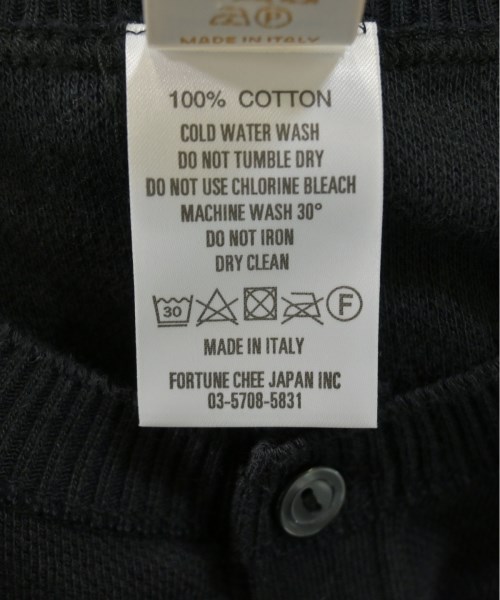 MADE IN ITALY
100% COTTON
COLD WATER WASH
DO NOT TUMBLE DRY
DO NOT USE CHLORINE BLEACH
MACHINE WASH 30°
DO NOT IRON
DRY CLEAN
30 F
MADE IN ITALY
FORTUNE CHEE JAPAN INC
03-5708-5831